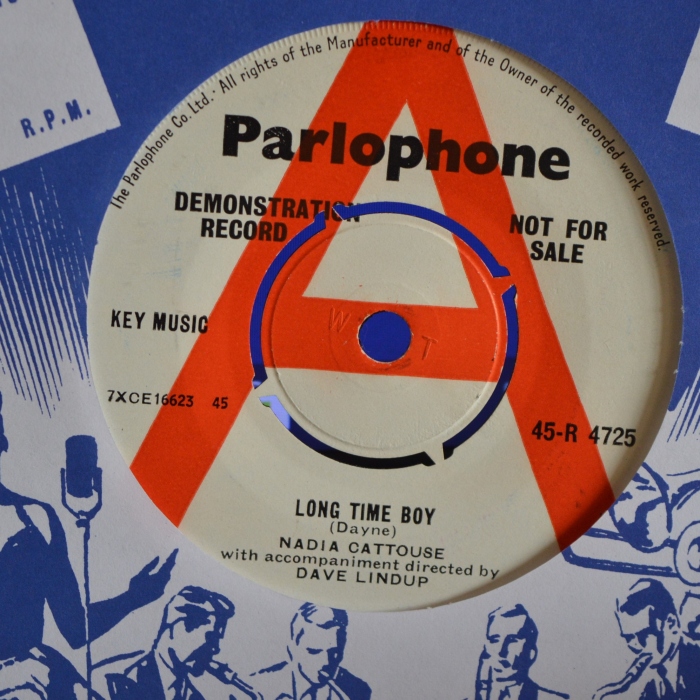 R.P.M.
The Parlophone Co. Ltd. · All rights of the Manufacturer and of the Owner of the recorded work reserved.
Parlophone
DEMONSTRATION
RECORD
NOT FOR
SALE
KEY MUSIC
7XCE16623 45
45-R 4725
LONG TIME BOY
(Dayne)
NADIA CATTOUSE
with accompaniment directed by
DAVE LINDUP
A